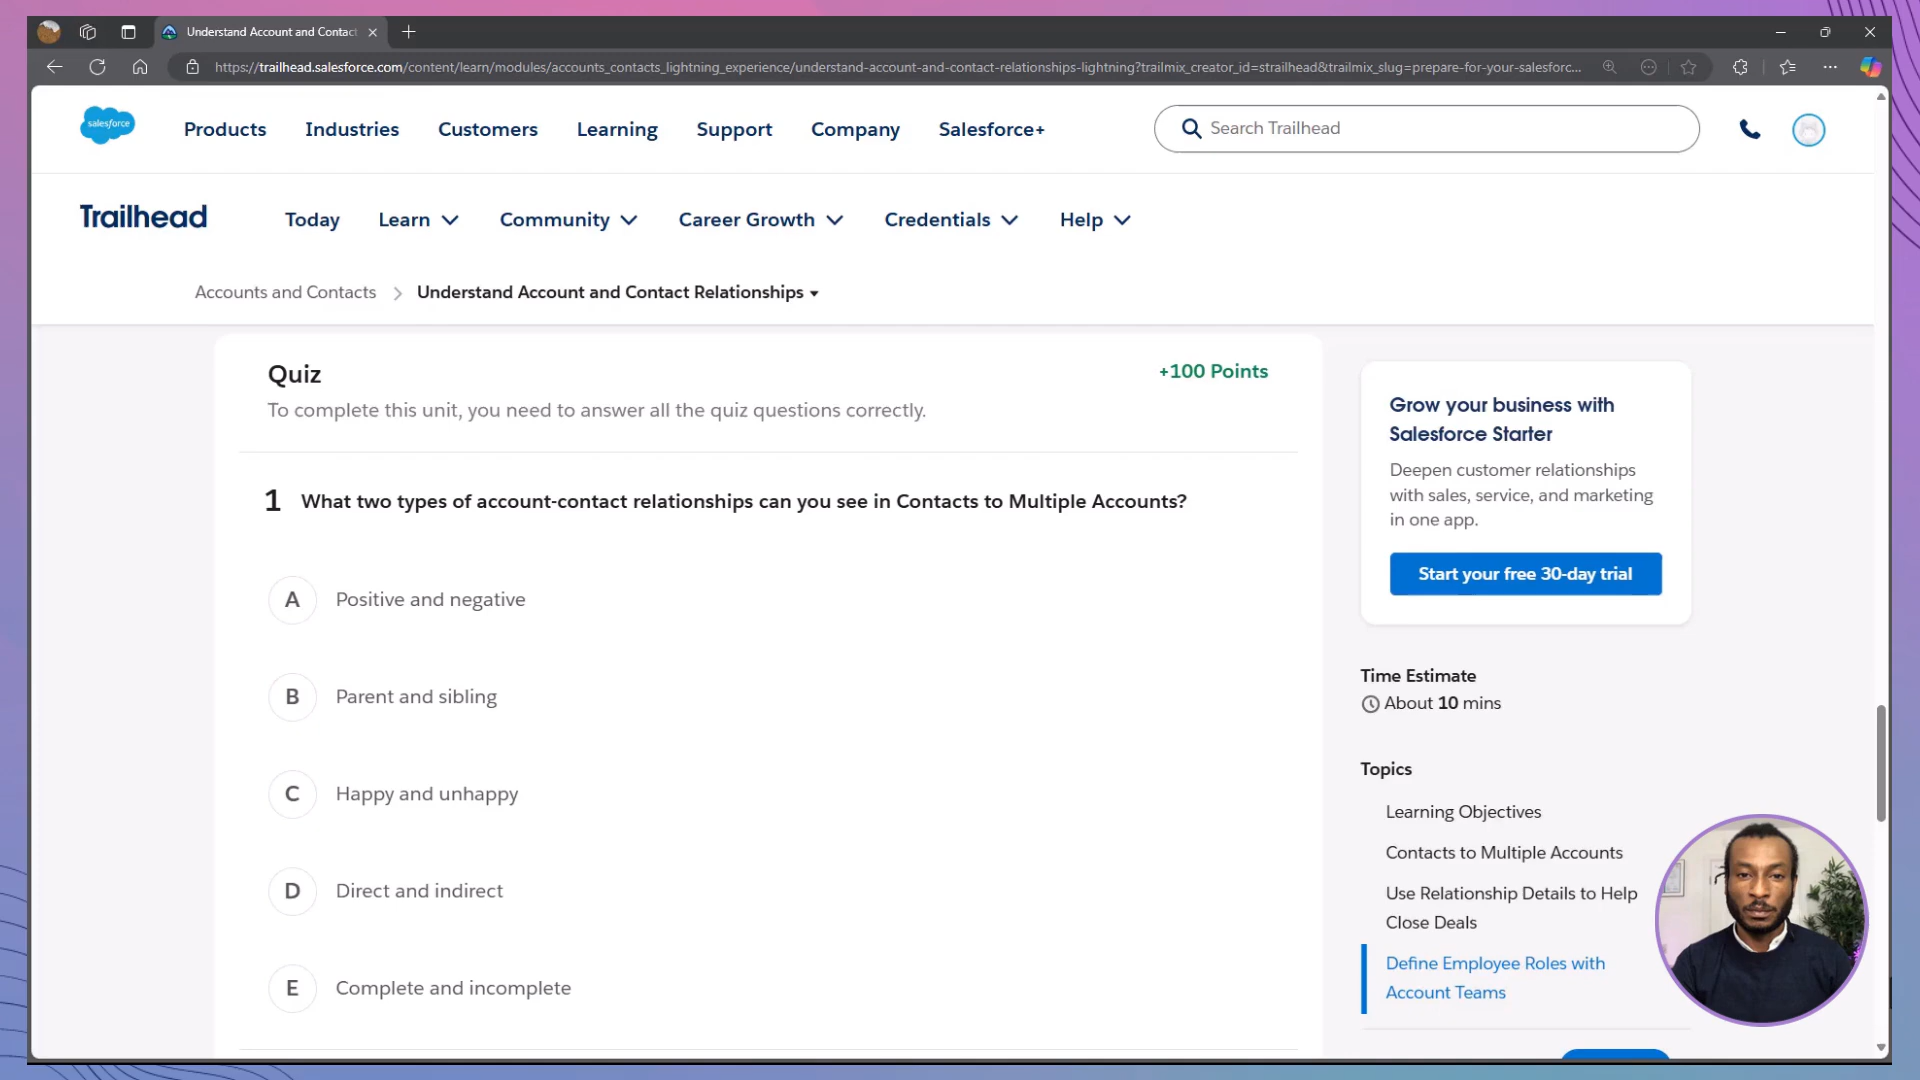 Understand Account and Contact
https://trailhead.salesforce.com/content/learn/modules/accounts_contacts_lightning_experience/understand-account-and-contact-relationships-lightning?trailmix_creator_id=strailhead&trailmix_slug=prepare-for-your-salesforc...
salesforce
Products Industries Customers Learning Support Company Salesforce+
Search Trailhead
Trailhead
Today Learn Community Career Growth Credentials Help
Accounts and Contacts > Understand Account and Contact Relationships
Quiz
+100 Points
To complete this unit, you need to answer all the quiz questions correctly.
1 What two types of account-contact relationships can you see in Contacts to Multiple Accounts?
A Positive and negative
B Parent and sibling
C Happy and unhappy
D Direct and indirect
E Complete and incomplete
Grow your business with
Salesforce Starter
Deepen customer relationships
with sales, service, and marketing
in one app.
Start your free 30-day trial
Time Estimate
About 10 mins
Topics
Learning Objectives
Contacts to Multiple Accounts
Use Relationship Details to Help
Close Deals
Define Employee Roles with
Account Teams